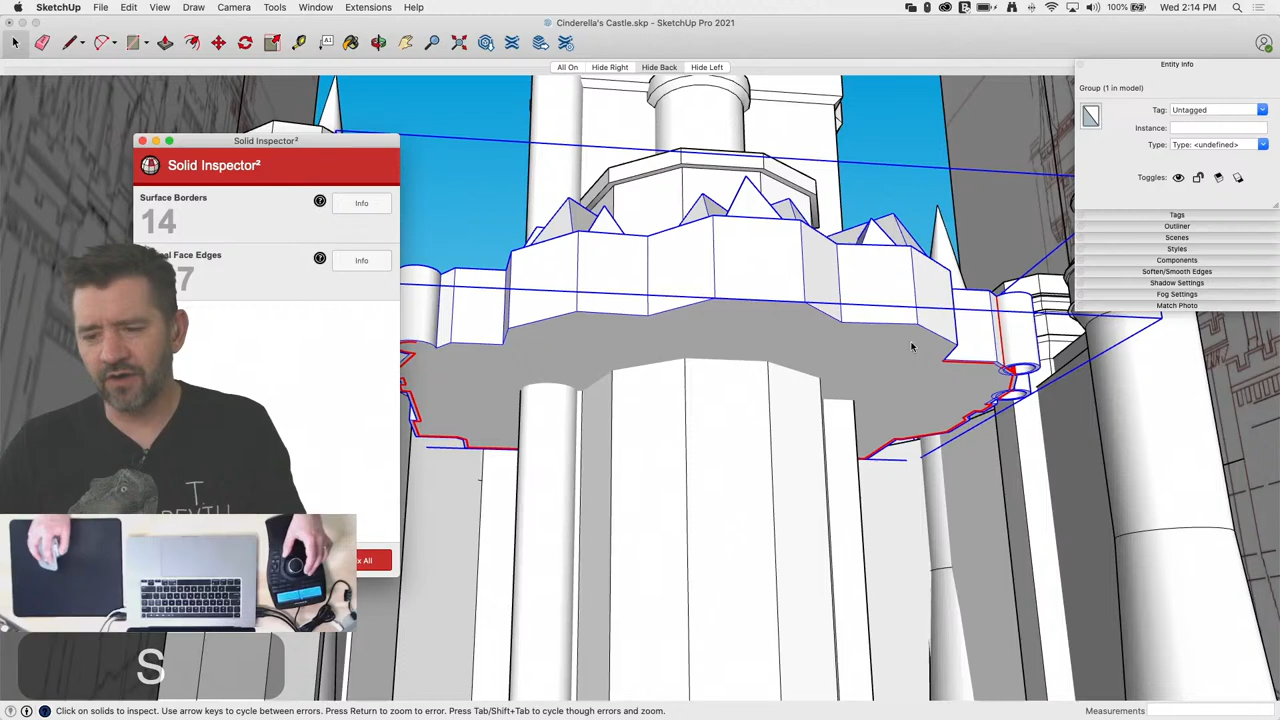 SketchUp File Edit View Draw Camera Tools Window Extensions Help 100% Wed 2:14 PM
Cinderella's Castle.skp - SketchUp Pro 2021
All On Hide Right Hide Back Hide Left
Entity Info
Group (1 in model)
Tag: Untagged
Instance:
Type: Type: <undefined>
Toggles:
Tags
Outliner
Scenes
Styles
Components
Soften/Smooth Edges
Shadow Settings
Fog Settings
Match Photo
Solid Inspector²
Solid Inspector²
Surface Borders
14
Info
Face Edges
7
Info
All
S
Click on solids to inspect. Use arrow keys to cycle between errors. Press Return to zoom to error. Press Tab/Shift+Tab to cycle though errors and zoom.
Measurements